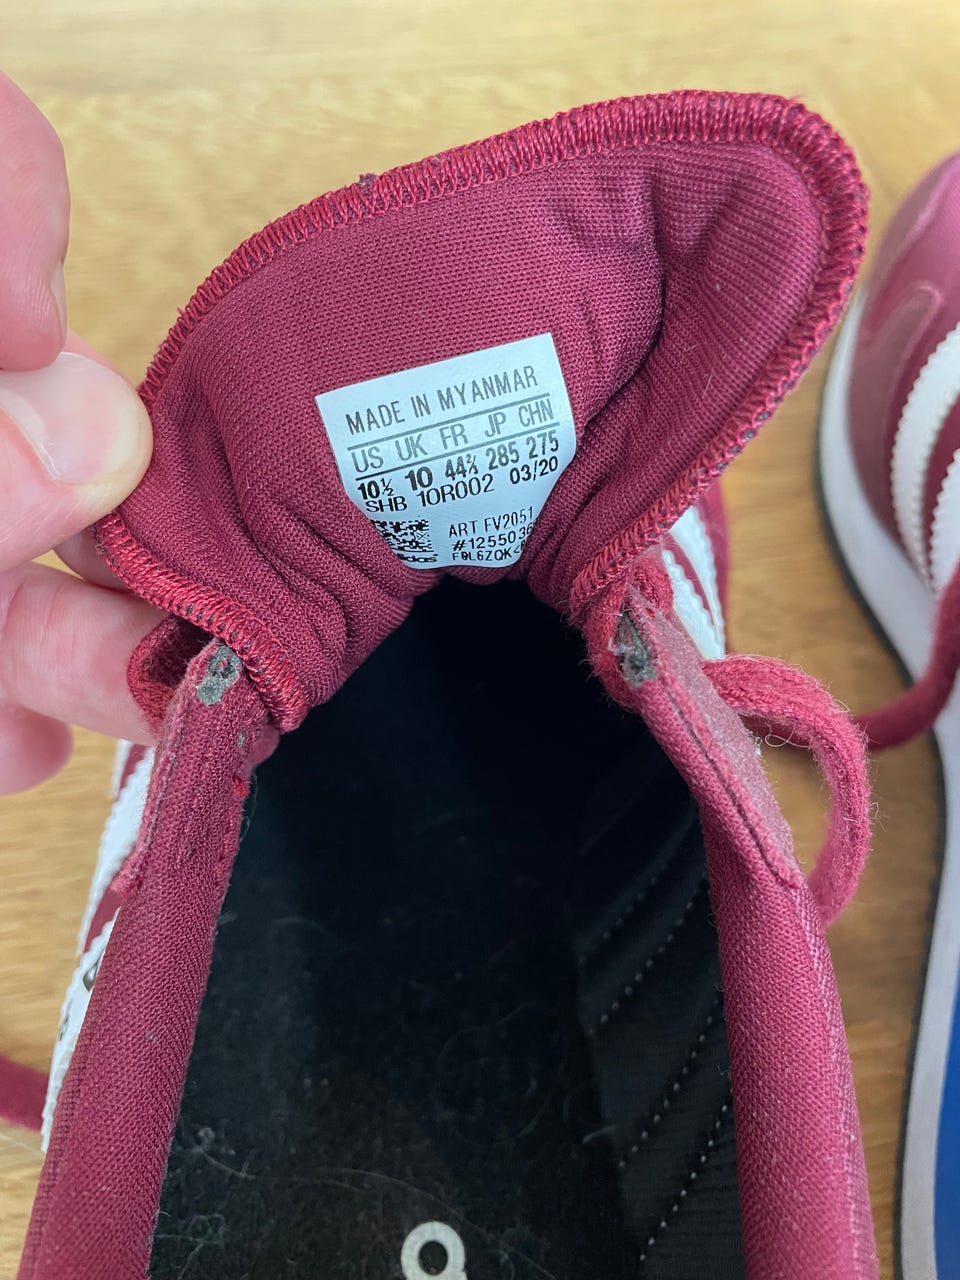 MADE IN MYANMAR
US UK FR JP CHN
10½ 10 44⅔ 285 275
SHB 10R002 03/20
ART FV2051
adidas